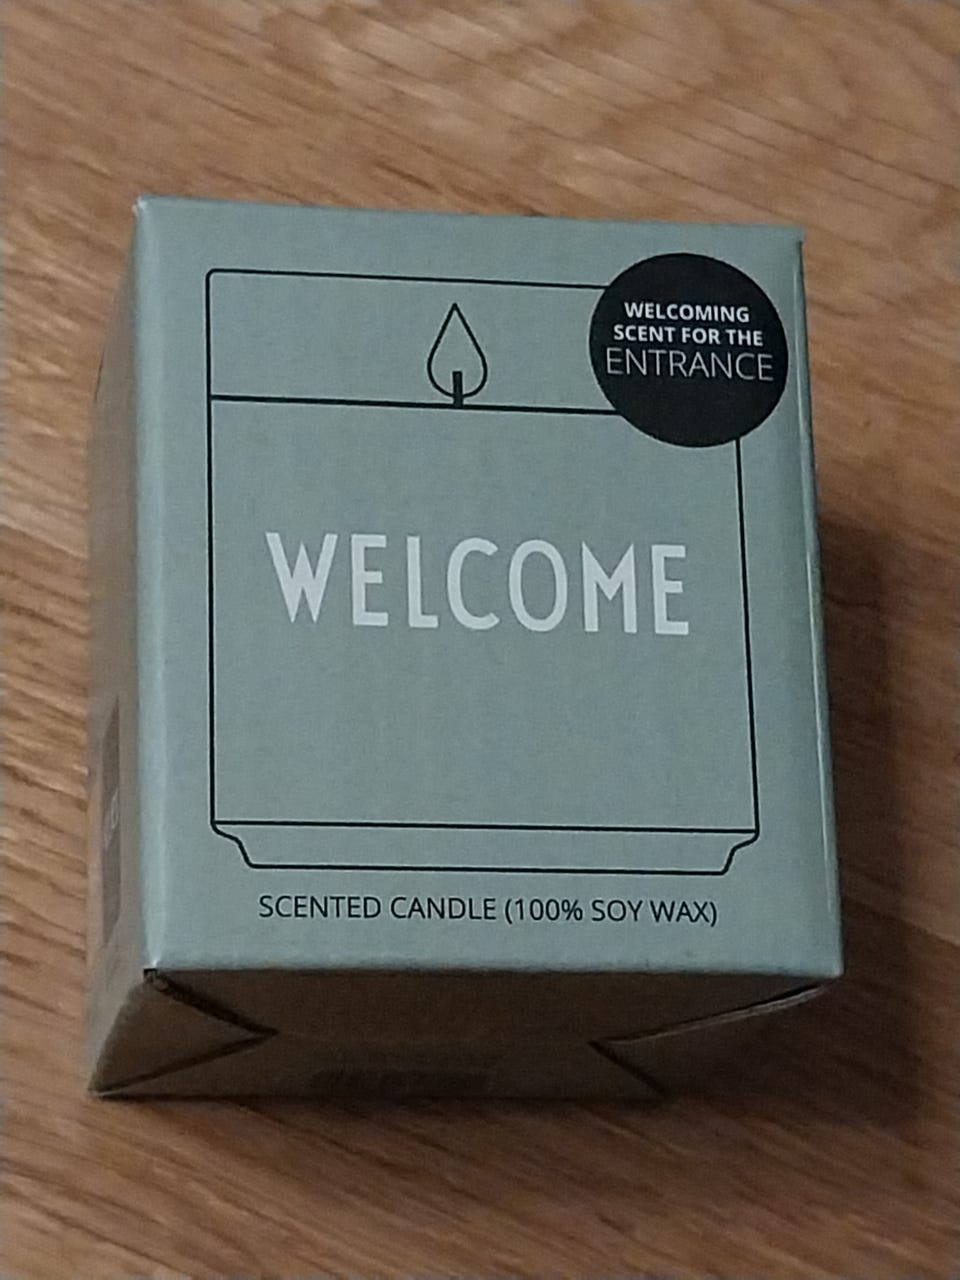 WELCOMING
SCENT FOR THE
ENTRANCE
WELCOME
SCENTED CANDLE (100% SOY WAX)